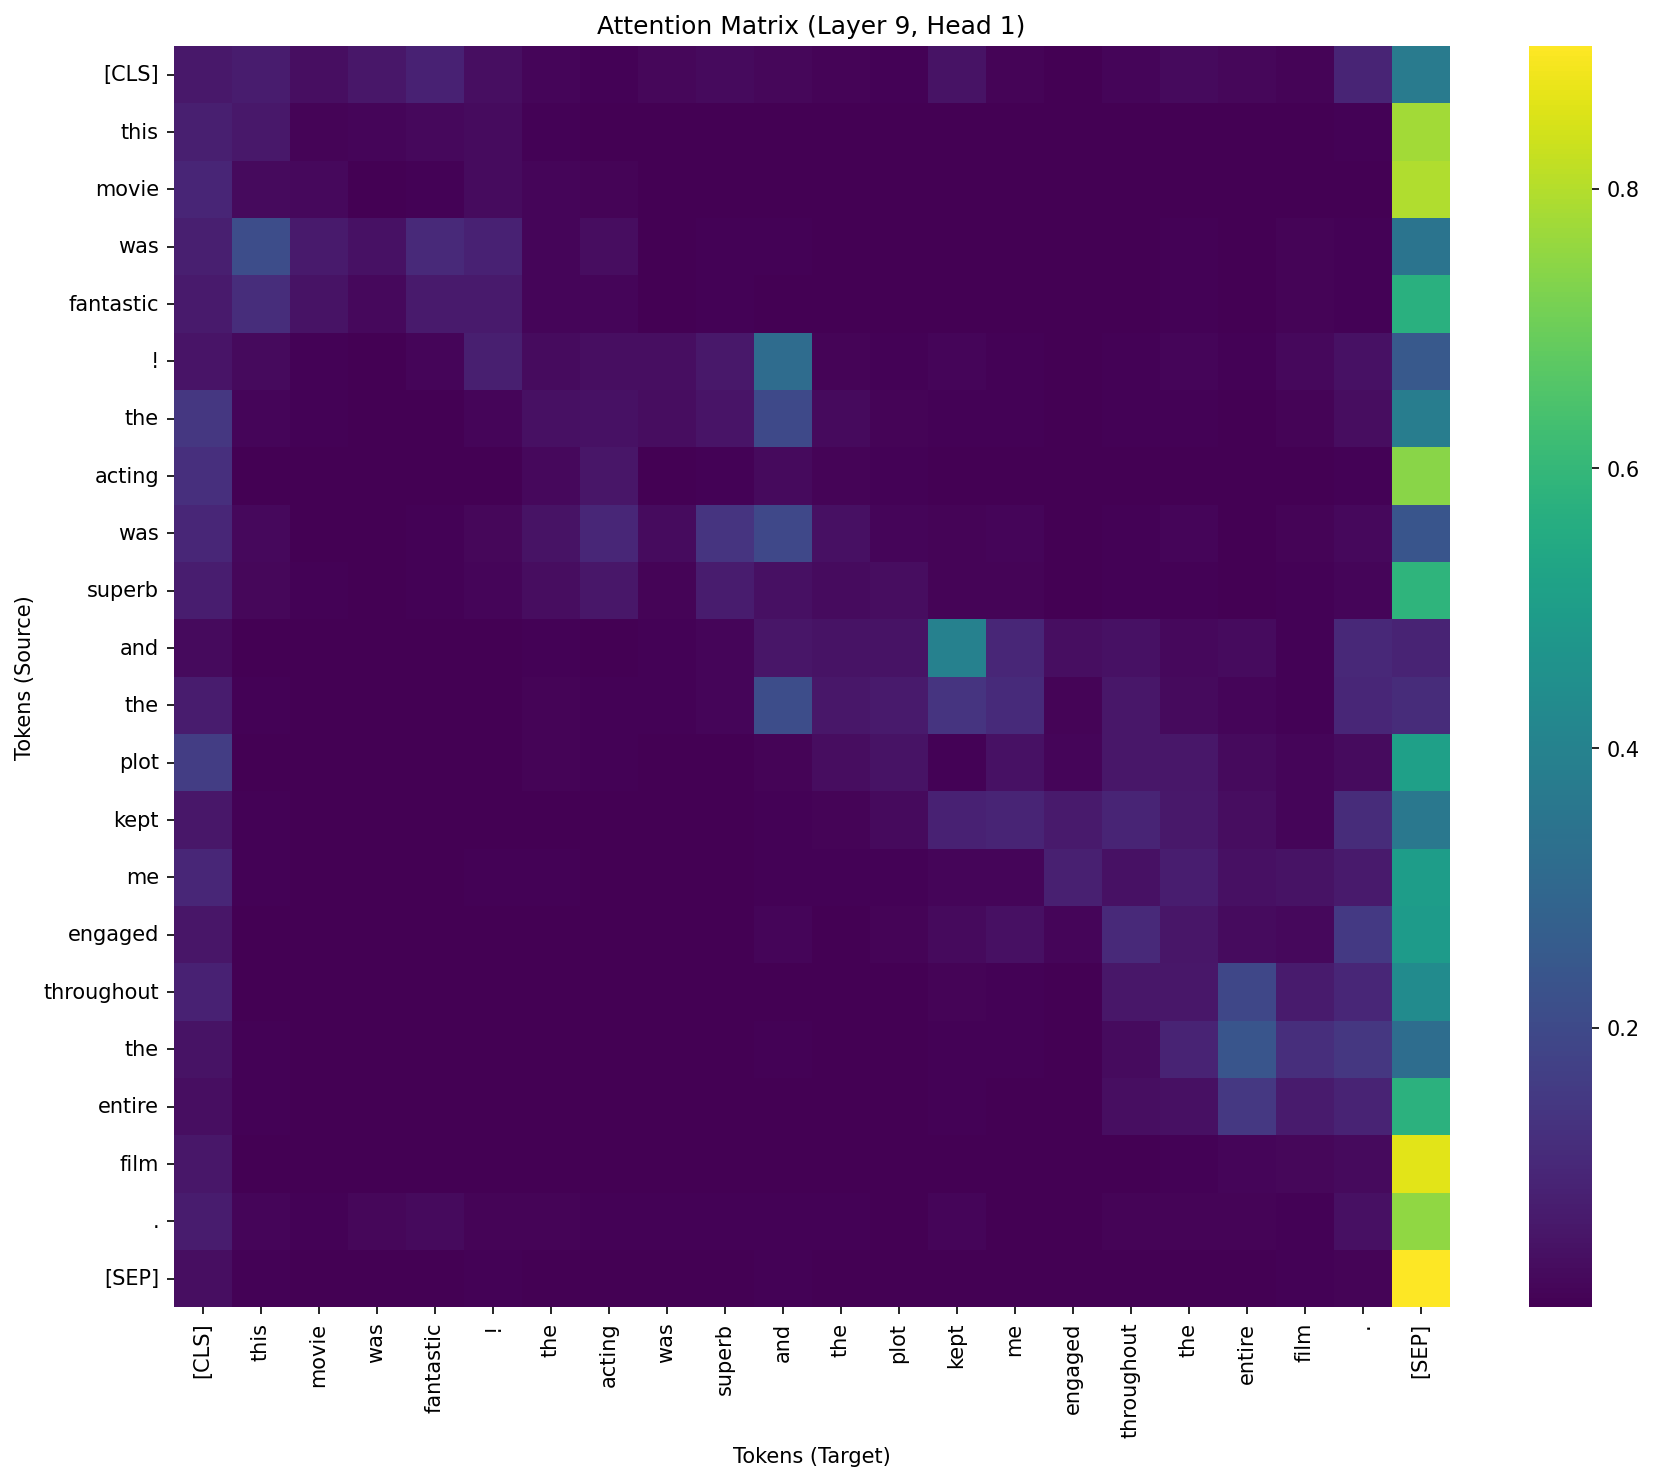 Attention Matrix (Layer 9, Head 1)
[CLS]
this
movie
was
fantastic
!
the
acting
was
superb
and
the
plot
kept
me
engaged
throughout
the
entire
film
.
[SEP]
Tokens (Source)
[CLS]
this
movie
was
fantastic
!
the
acting
was
superb
and
the
plot
kept
me
engaged
throughout
the
entire
film
.
[SEP]
Tokens (Target)
0.8
0.6
0.4
0.2